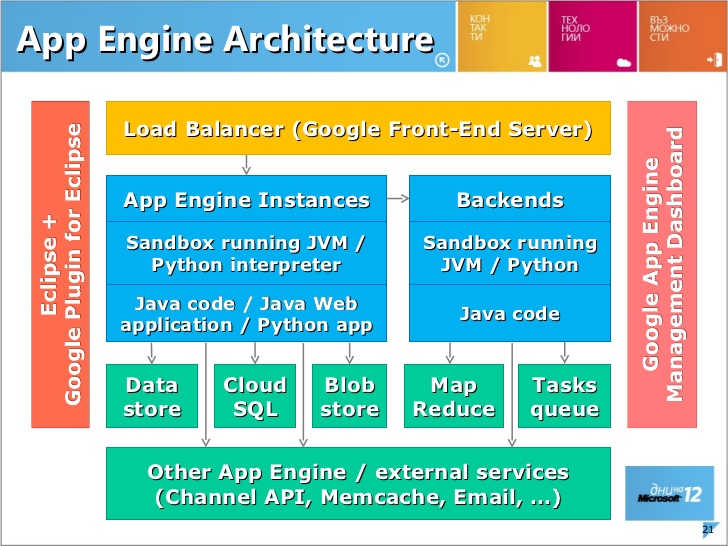 App Engine Architecture
КОН
ТАК
ТИ
ТЕХ
НОЛО
ГИИ
ВЪЗ
МОЖНО
СТИ
Eclipse +
Google Plugin for Eclipse
Load Balancer (Google Front-End Server)
App Engine Instances
Sandbox running JVM /
Python interpreter
Java code / Java Web
application / Python app
Backends
Sandbox running
JVM / Python
Java code
Data
store
Cloud
SQL
Blob
store
Map
Reduce
Tasks
queue
Other App Engine / external services
(Channel API, Memcache, Email, …)
Google App Engine
Management Dashboard
дни на
Microsoft 12
21